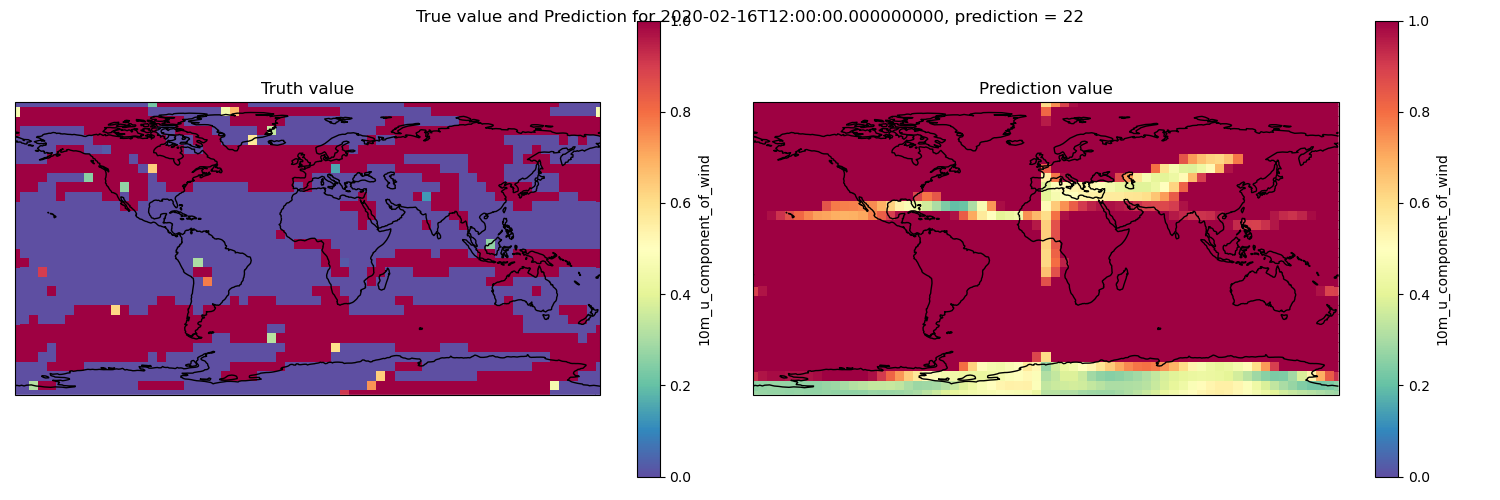 True value and Prediction for 2020-02-16T12:00:00.000000000, prediction = 22
Truth value
1.0
0.8
0.6
0.4
0.2
0.0
10m_u_component_of_wind
Prediction value
1.0
0.8
0.6
0.4
0.2
0.0
10m_u_component_of_wind